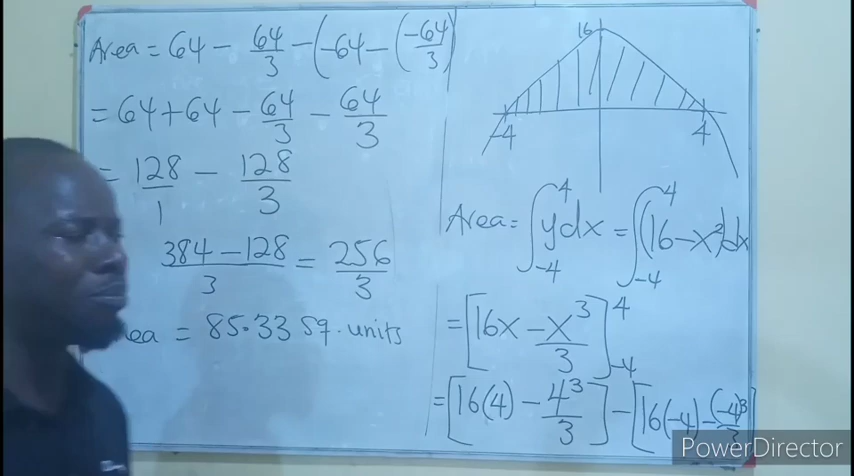 Area = 64 - 64/3 - (-64 - (-64/3)
= 64 + 64 - 64/3 - 64/3
= 128/1 - 128/3
384 - 128/3 = 256/3
ea = 85.33 sq. units
16
-4 4
Area = ∫₋₄⁴ y dx = ∫₋₄⁴ (16 - x²) dx
= [16x - x³/3]₋₄⁴
= [16(4) - 4³/3] - [16(-4) - (-4)³/3]
PowerDirector